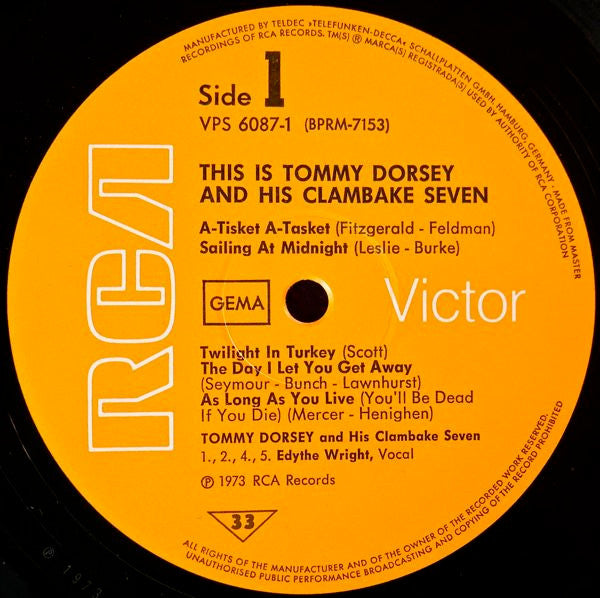 MANUFACTURED BY TELDEC »TELEFUNKEN-DECCA« SCHALLPLATTEN GMBH, HAMBURG, GERMANY · MADE FROM MASTER
RECORDINGS OF RCA RECORDS. TM(S) ® MARCA(S) REGISTRADA(S) USED BY AUTHORITY OF RCA CORPORATION
Side 1
VPS 6087-1 (BPRM-7153)
THIS IS TOMMY DORSEY
AND HIS CLAMBAKE SEVEN
A-Tisket A-Tasket (Fitzgerald - Feldman)
Sailing At Midnight (Leslie - Burke)
RCA
GEMA
Victor
Twilight In Turkey (Scott)
The Day I Let You Get Away
(Seymour - Bunch - Lawnhurst)
As Long As You Live (You'll Be Dead
If You Die) (Mercer - Henighen)
TOMMY DORSEY and His Clambake Seven
1., 2., 4., 5. Edythe Wright, Vocal
℗ 1973 RCA Records
33
ALL RIGHTS OF THE MANUFACTURER AND OF THE OWNER OF THE RECORDED WORK RESERVED.
UNAUTHORISED PUBLIC PERFORMANCE BROADCASTING AND COPYING OF THE RECORD PROHIBITED
℗ 1973